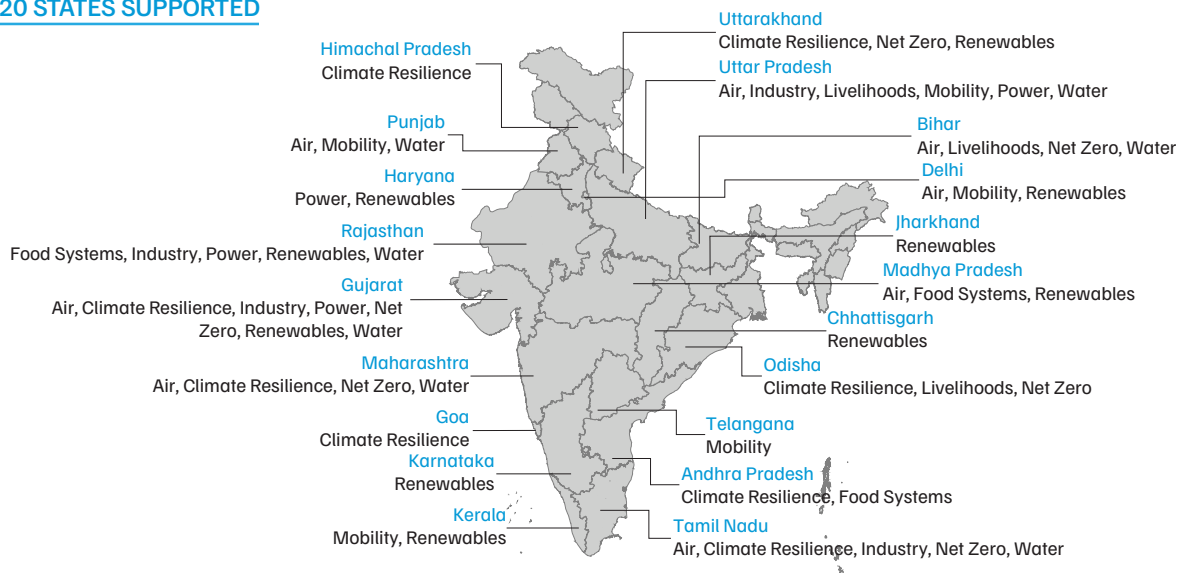 20 STATES SUPPORTED
Himachal Pradesh
Climate Resilience
Punjab
Air, Mobility, Water
Haryana
Power, Renewables
Rajasthan
Food Systems, Industry, Power, Renewables, Water
Gujarat
Air, Climate Resilience, Industry, Power, Net
Zero, Renewables, Water
Maharashtra
Air, Climate Resilience, Net Zero, Water
Goa
Climate Resilience
Karnataka
Renewables
Kerala
Mobility, Renewables
Uttarakhand
Climate Resilience, Net Zero, Renewables
Uttar Pradesh
Air, Industry, Livelihoods, Mobility, Power, Water
Bihar
Air, Livelihoods, Net Zero, Water
Delhi
Air, Mobility, Renewables
Jharkhand
Renewables
Madhya Pradesh
Air, Food Systems, Renewables
Chhattisgarh
Renewables
Odisha
Climate Resilience, Livelihoods, Net Zero
Telangana
Mobility
Andhra Pradesh
Climate Resilience, Food Systems
Tamil Nadu
Air, Climate Resilience, Industry, Net Zero, Water